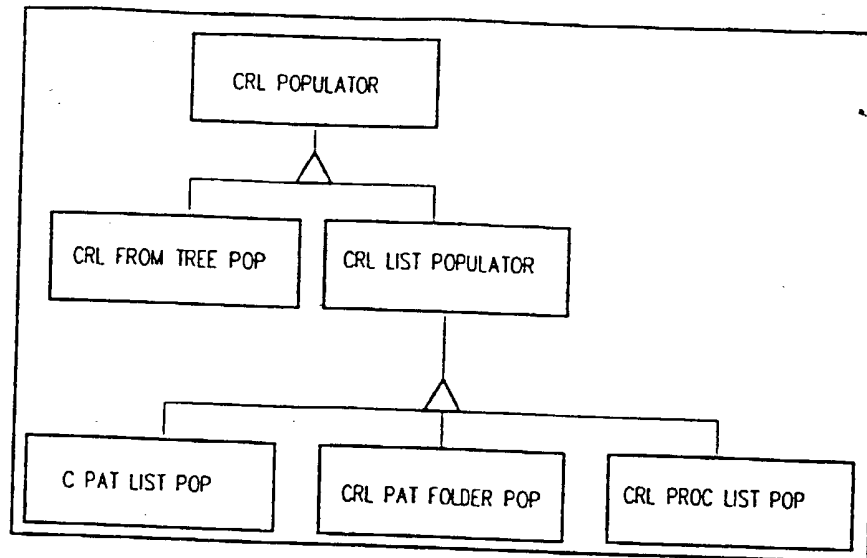 CRL POPULATOR
CRL FROM TREE POP
CRL LIST POPULATOR
C PAT LIST POP
CRL PAT FOLDER POP
CRL PROC LIST POP